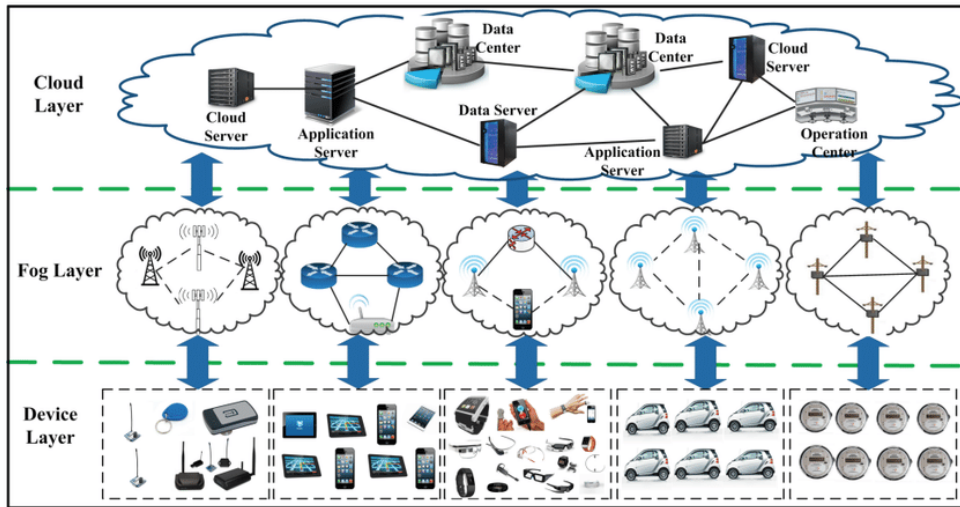 Cloud
Layer
Data
Center
Data
Center
Cloud
Server
Cloud
Server
Application
Server
Data Server
Application
Server
Operation
Center
Fog Layer
Device
Layer